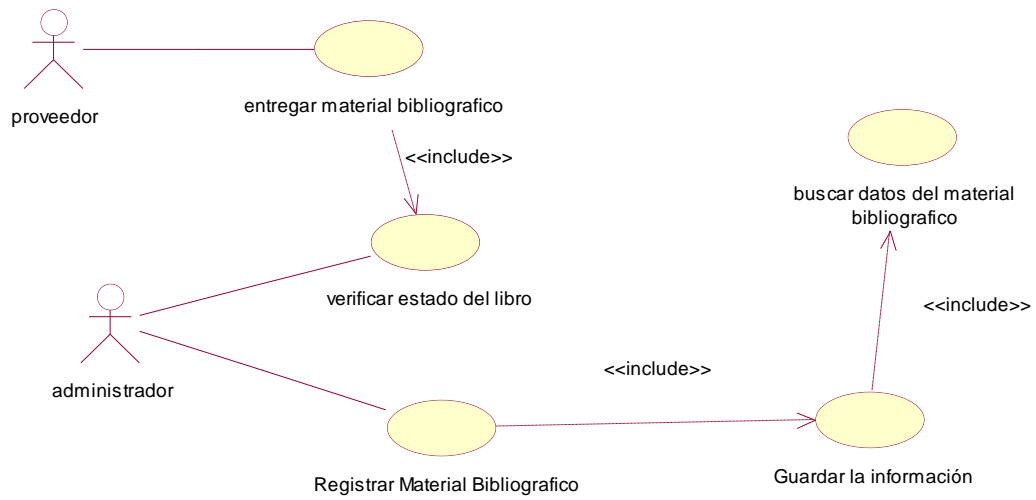 proveedor
entregar material bibliografico
<<include>>
buscar datos del material
bibliografico
verificar estado del libro
<<include>>
administrador
<<include>>
Registrar Material Bibliografico
Guardar la información